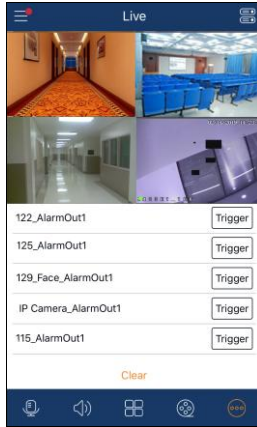 Live
122_AlarmOut1
Trigger
125_AlarmOut1
Trigger
129_Face_AlarmOut1
Trigger
IP Camera_AlarmOut1
Trigger
115_AlarmOut1
Trigger
Clear